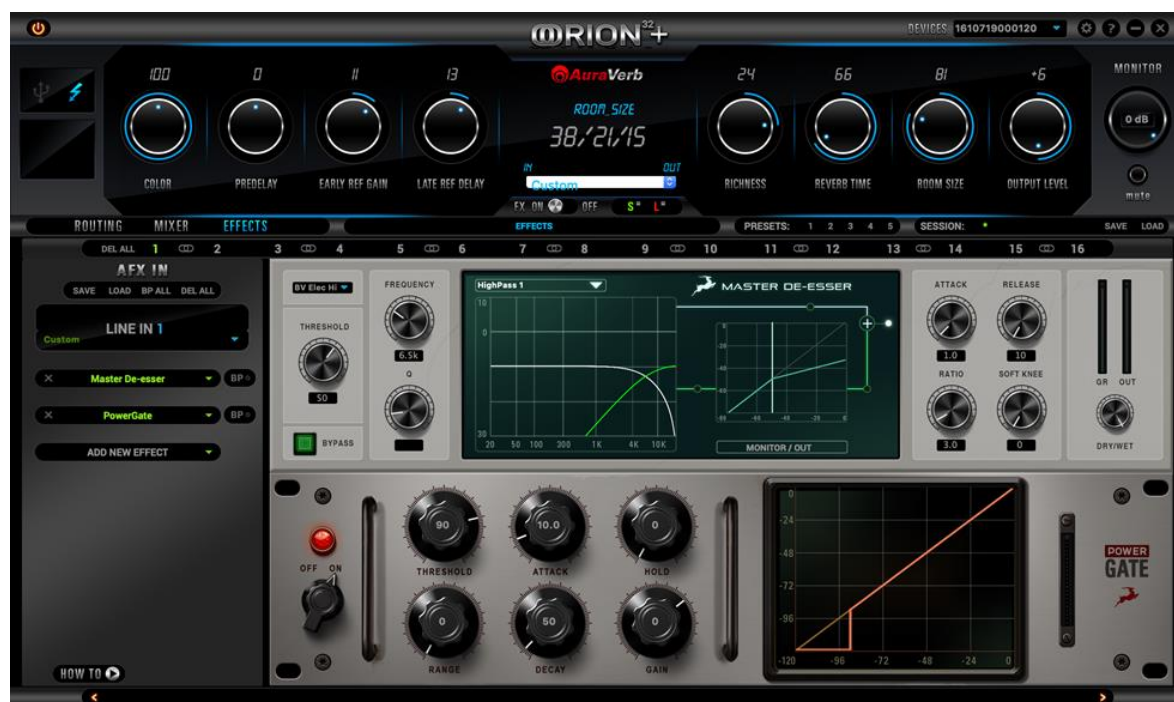 ORION 32+
DEVICES 1610719000120 ?
100 0 11 13 AuraVerb 24 66 81 +6 MONITOR
ROOM_SIZE
38/21/15 0 dB
IN OUT
COLOR PREDELAY EARLY REF GAIN LATE REF DELAY Custom RICHNESS REVERB TIME ROOM SIZE OUTPUT LEVEL
mute
FX ON OFF S L
ROUTING MIXER EFFECTS EFFECTS PRESETS: 1 2 3 4 5 SESSION: SAVE LOAD
DEL ALL 1 2 3 4 5 6 7 8 9 10 11 12 13 14 15 16
AFX IN
SAVE LOAD BP ALL DEL ALL
LINE IN 1
Custom
X Master De-esser BP
X PowerGate BP
ADD NEW EFFECT
HOW TO
BV Elec Hi
THRESHOLD
50
BYPASS
FREQUENCY
6.5k
Q
HighPass 1
MASTER DE-ESSER
10
0
30
20 50 100 300 1K 4K 10K
MONITOR / OUT
ATTACK RELEASE
1.0 10
RATIO SOFT KNEE
3.0 0
GR OUT
DRY/WET
OFF ON
90 10.0 0
THRESHOLD ATTACK HOLD
0 50 0
RANGE DECAY GAIN
0
-24
-48
-72
-96
-120 -96 -72 -48 -24 0
POWER
GATE